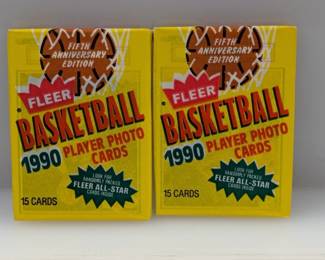 FIFTH
ANNIVERSARY
EDITION
FLEER
BASKETBALL
1990 PLAYER PHOTO
CARDS
LOOK FOR
RANDOMLY PACKED
FLEER ALL-STAR
CARDS INSIDE
15 CARDS
FIFTH
ANNIVERSARY
EDITION
FLEER
BASKETBALL
1990 PLAYER PHOTO
CARDS
LOOK FOR
RANDOMLY PACKED
FLEER ALL-STAR
CARDS INSIDE
15 CARDS